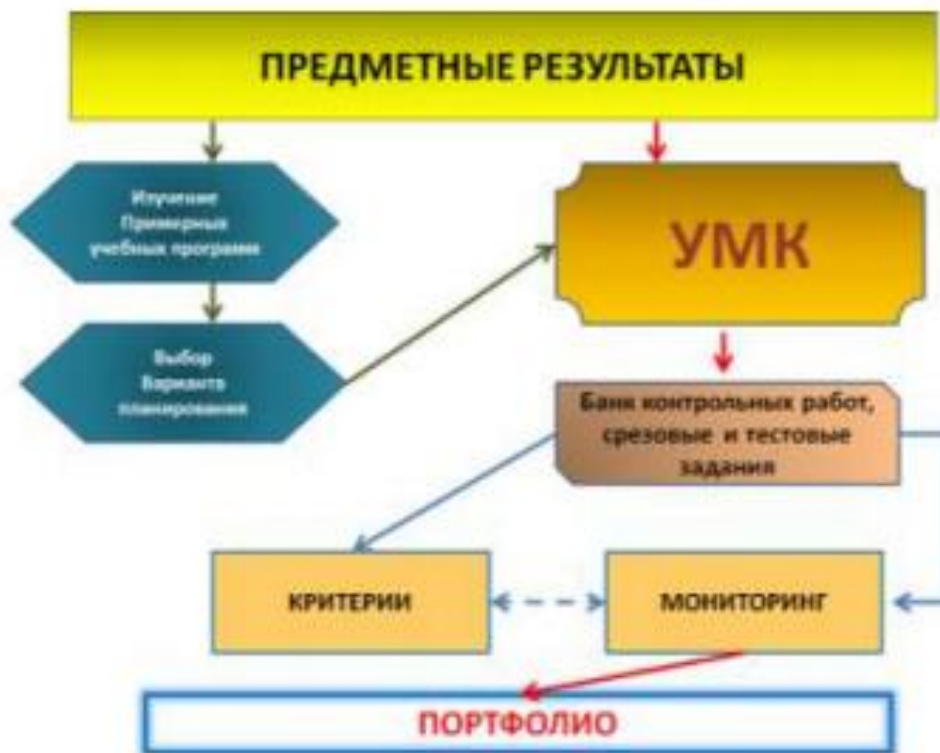 ПРЕДМЕТНЫЕ РЕЗУЛЬТАТЫ
Изучение
Примерных
учебных программ
УМК
Выбор
Варианта
планирования
Банк контрольных работ,
срезовые и тестовые
задания
КРИТЕРИИ
МОНИТОРИНГ
ПОРТФОЛИО